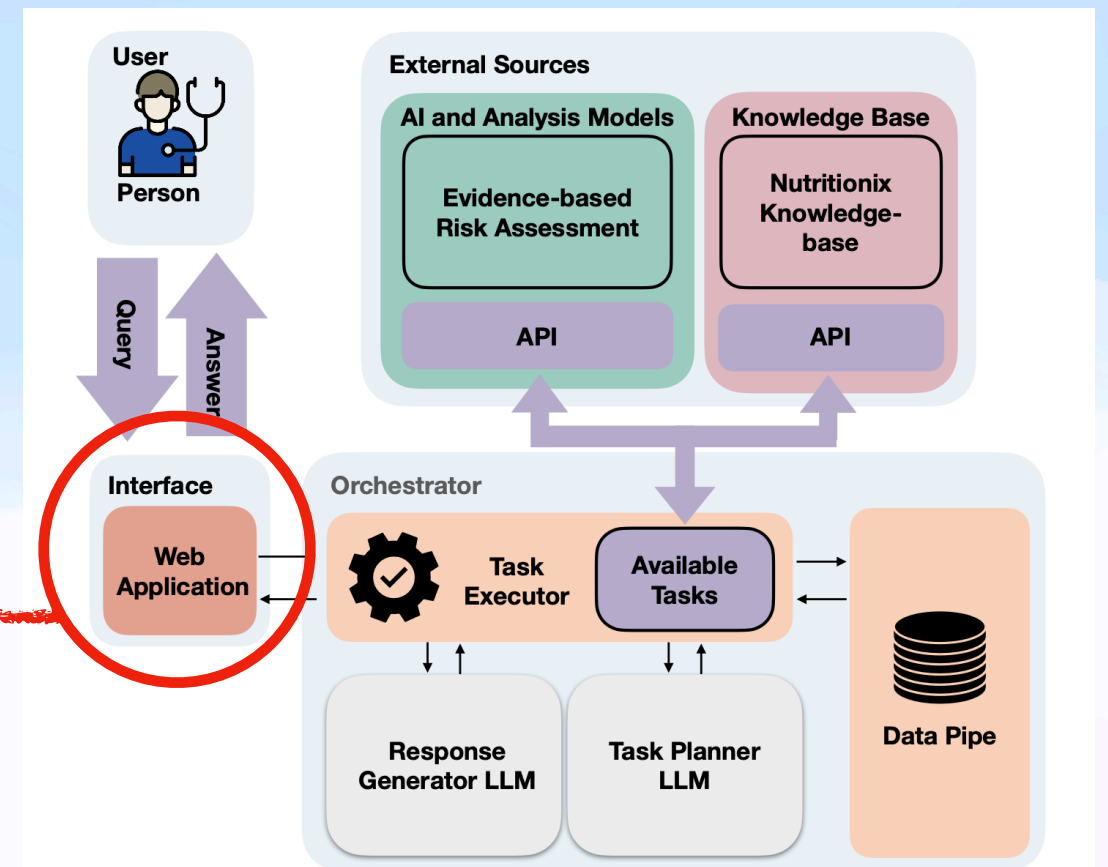 User
Person
Query
Answer
External Sources
AI and Analysis Models
Evidence-based
Risk Assessment
API
Knowledge Base
Nutritionix
Knowledge-
base
API
Interface
Web
Application
Orchestrator
Task
Executor
Available
Tasks
Response
Generator LLM
Task Planner
LLM
Data Pipe